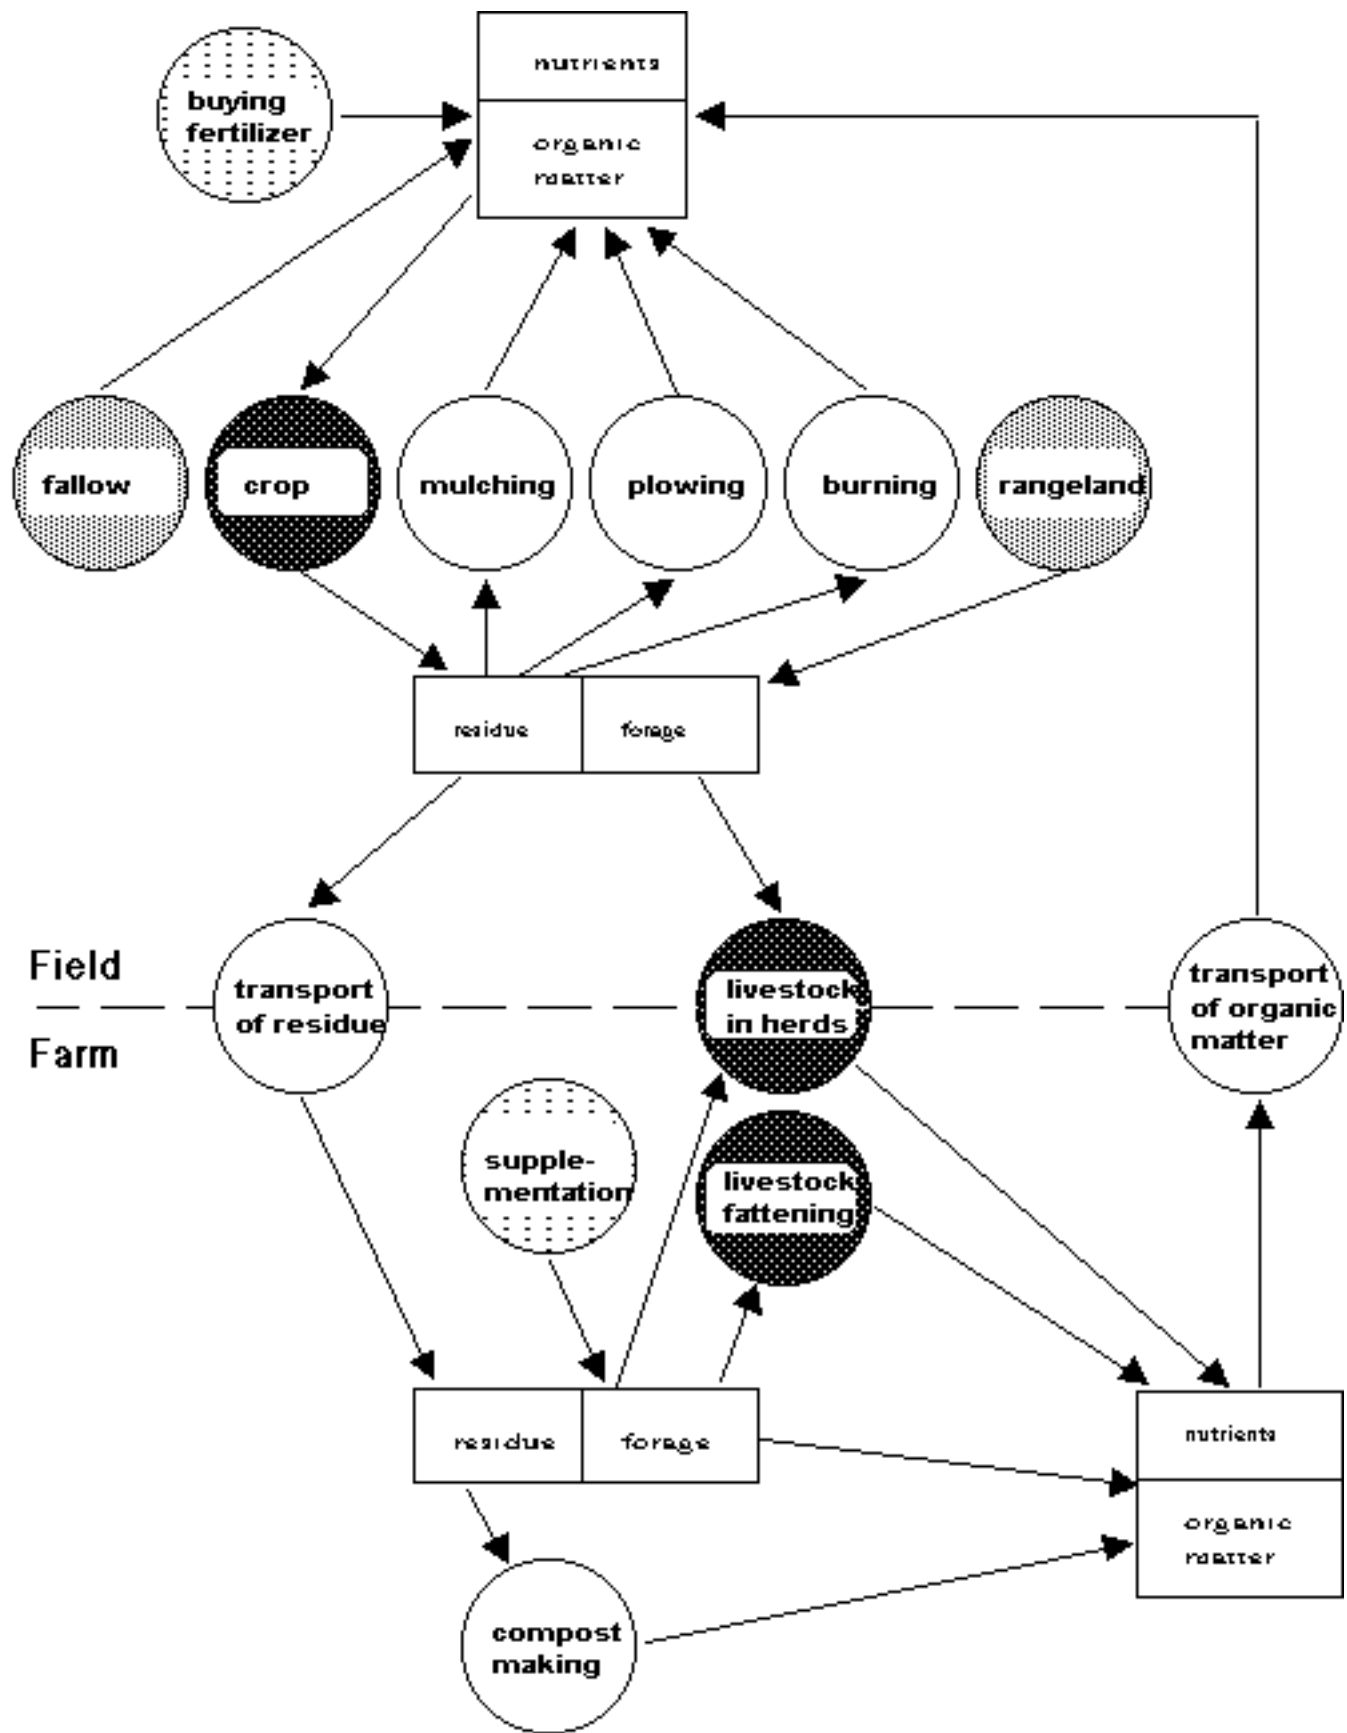 nutrients
buying
fertilizer
organic
matter
fallow
crop
mulching
plowing
burning
rangeland
residue
forage
Field
Farm
transport
of residue
livestock
in herds
transport
of organic
matter
supple-
mentation
livestock
fattening
residue
forage
nutrients
organic
matter
compost
making